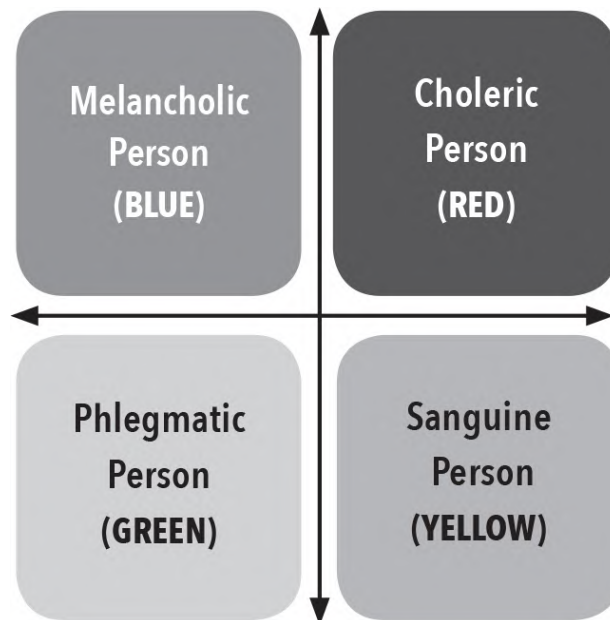 Melancholic
Person
(BLUE)
Choleric
Person
(RED)
Phlegmatic
Person
(GREEN)
Sanguine
Person
(YELLOW)